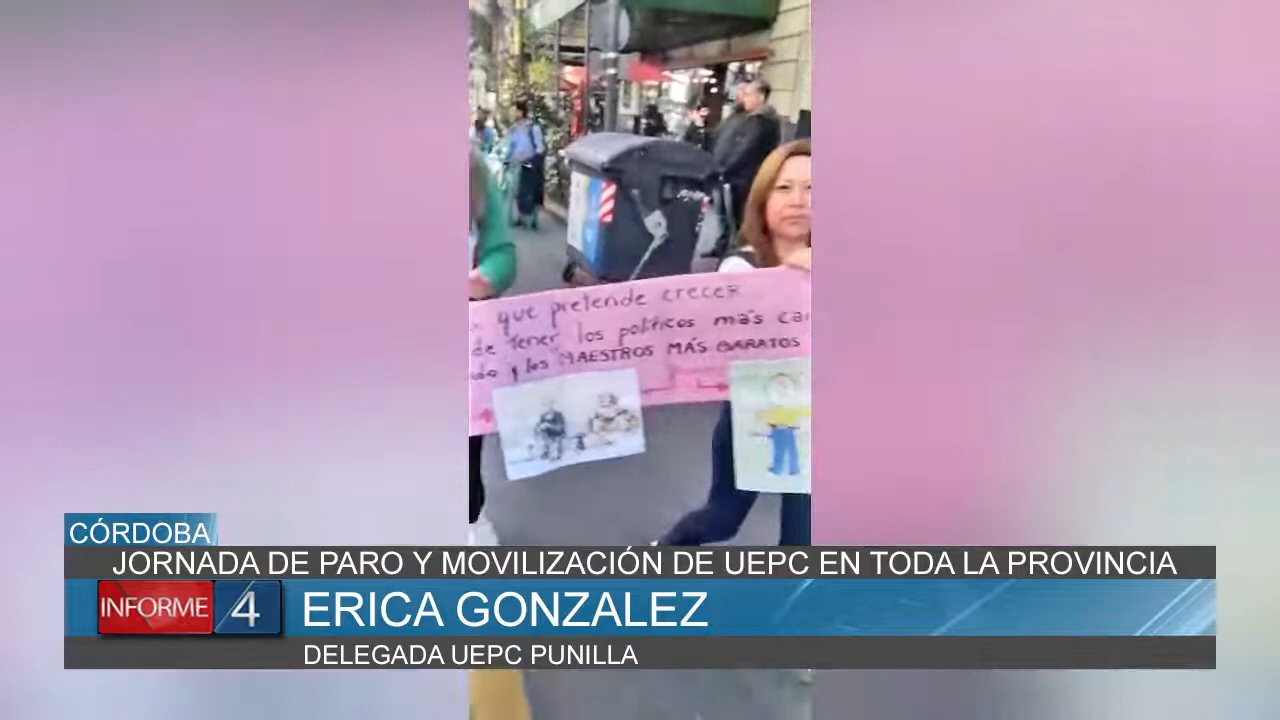 que pretende crecer
de tener los políticos más ca
y los "MAESTROS MÁS BARATOS
CÓRDOBA
JORNADA DE PARO Y MOVILIZACIÓN DE UEPC EN TODA LA PROVINCIA
INFORME 4
ERICA GONZALEZ
DELEGADA UEPC PUNILLA